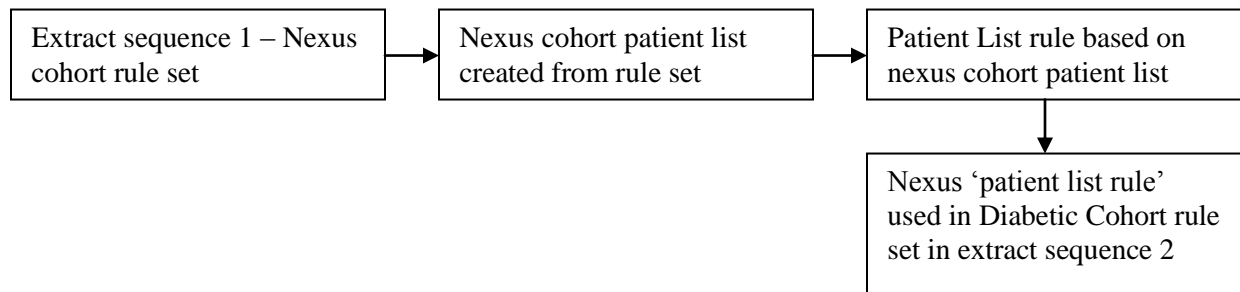 Extract sequence 1 – Nexus
cohort rule set
Nexus cohort patient list
created from rule set
Patient List rule based on
nexus cohort patient list
Nexus ‘patient list rule’
used in Diabetic Cohort rule
set in extract sequence 2